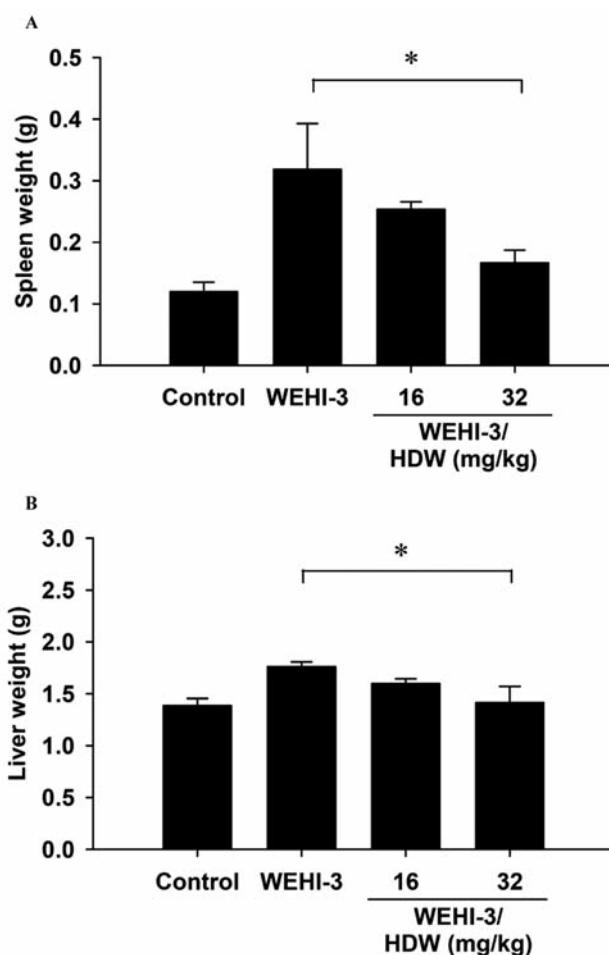 A
Spleen weight (g)
0.5
0.4
0.3
0.2
0.1
0.0
*
Control WEHI-3 16 32
WEHI-3/
HDW (mg/kg)
B
Liver weight (g)
3.0
2.5
2.0
1.5
1.0
0.5
0.0
*
Control WEHI-3 16 32
WEHI-3/
HDW (mg/kg)